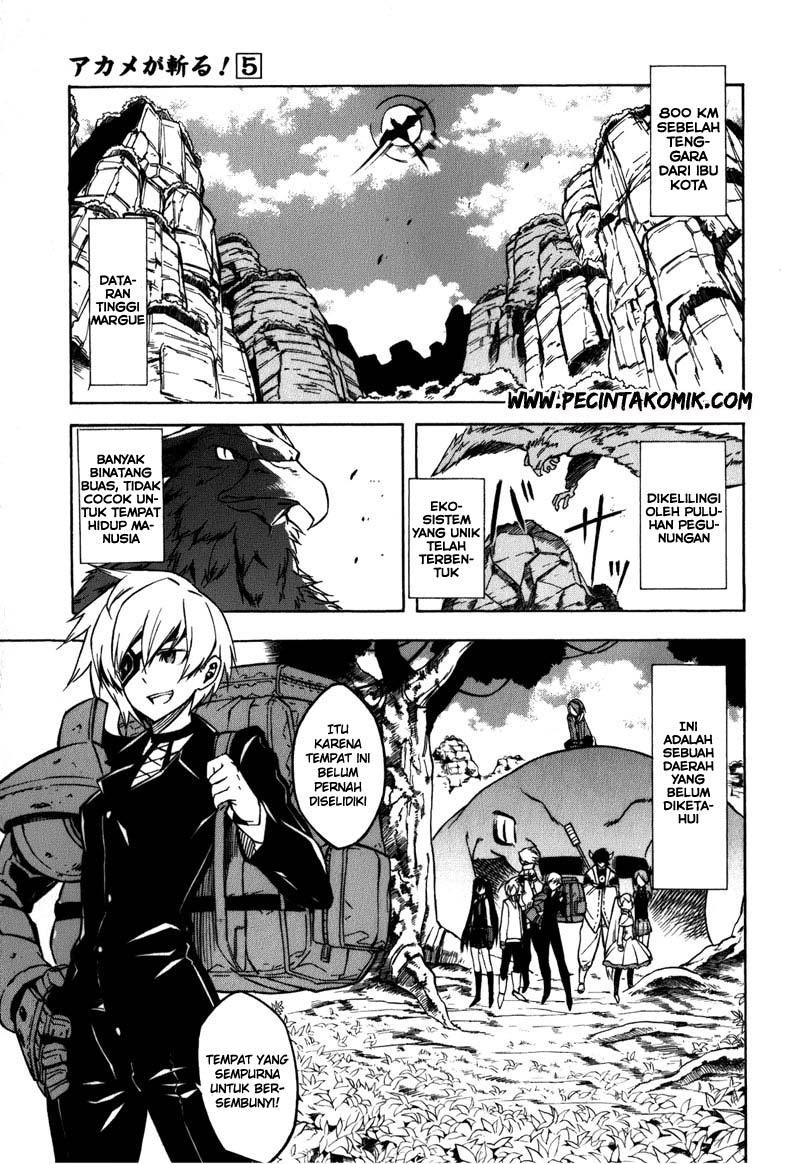 アカメが斬る！5
800 KM
SEBELAH
TENG-
GARA
DARI IBU
KOTA
DATA-
RAN
TINGGI
MARGUE
WWW.PECINTAKOMIK.COM
DIKELILINGI
OLEH PULU-
HAN PEGU-
NUNGAN
EKO-
SISTEM
YANG UNIK
TELAH
TERBEN-
TUK
BANYAK
BINATANG
BUAS, TIDAK
COCOK UN-
TUK TEMPAT
HIDUP MA-
NUSIA
INI
ADALAH
SEBUAH
DAERAH
YANG
BELUM
DIKETA-
HUI
ITU
KARENA
TEMPAT INI
BELUM
PERNAH
DISELIDIKI
TEMPAT YANG
SEMPURNA
UNTUK BER-
SEMBUNYI!